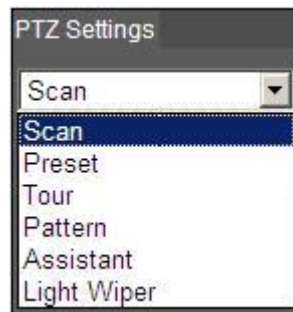 PTZ Settings
Scan
Scan
Preset
Tour
Pattern
Assistant
Light Wiper